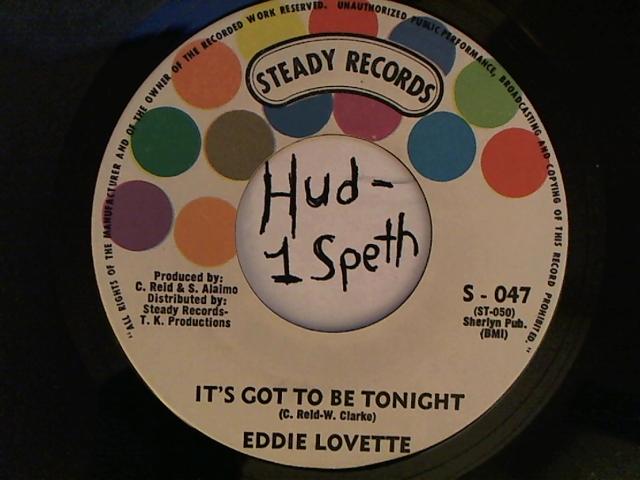 "ALL RIGHTS OF THE MANUFACTURER AND OF THE OWNER OF THE RECORDED WORK RESERVED. UNAUTHORIZED PUBLIC PERFORMANCE, BROADCASTING AND COPYING OF THIS RECORD PROHIBITED."
STEADY RECORDS
Hud-
1 Speth
Produced by:
C. Reid & S. Alaimo
Distributed by:
Steady Records-
T. K. Productions
S - 047
(ST-050)
Sherlyn Pub.
(BMI)
IT'S GOT TO BE TONIGHT
(C. Reid-W. Clarke)
EDDIE LOVETTE